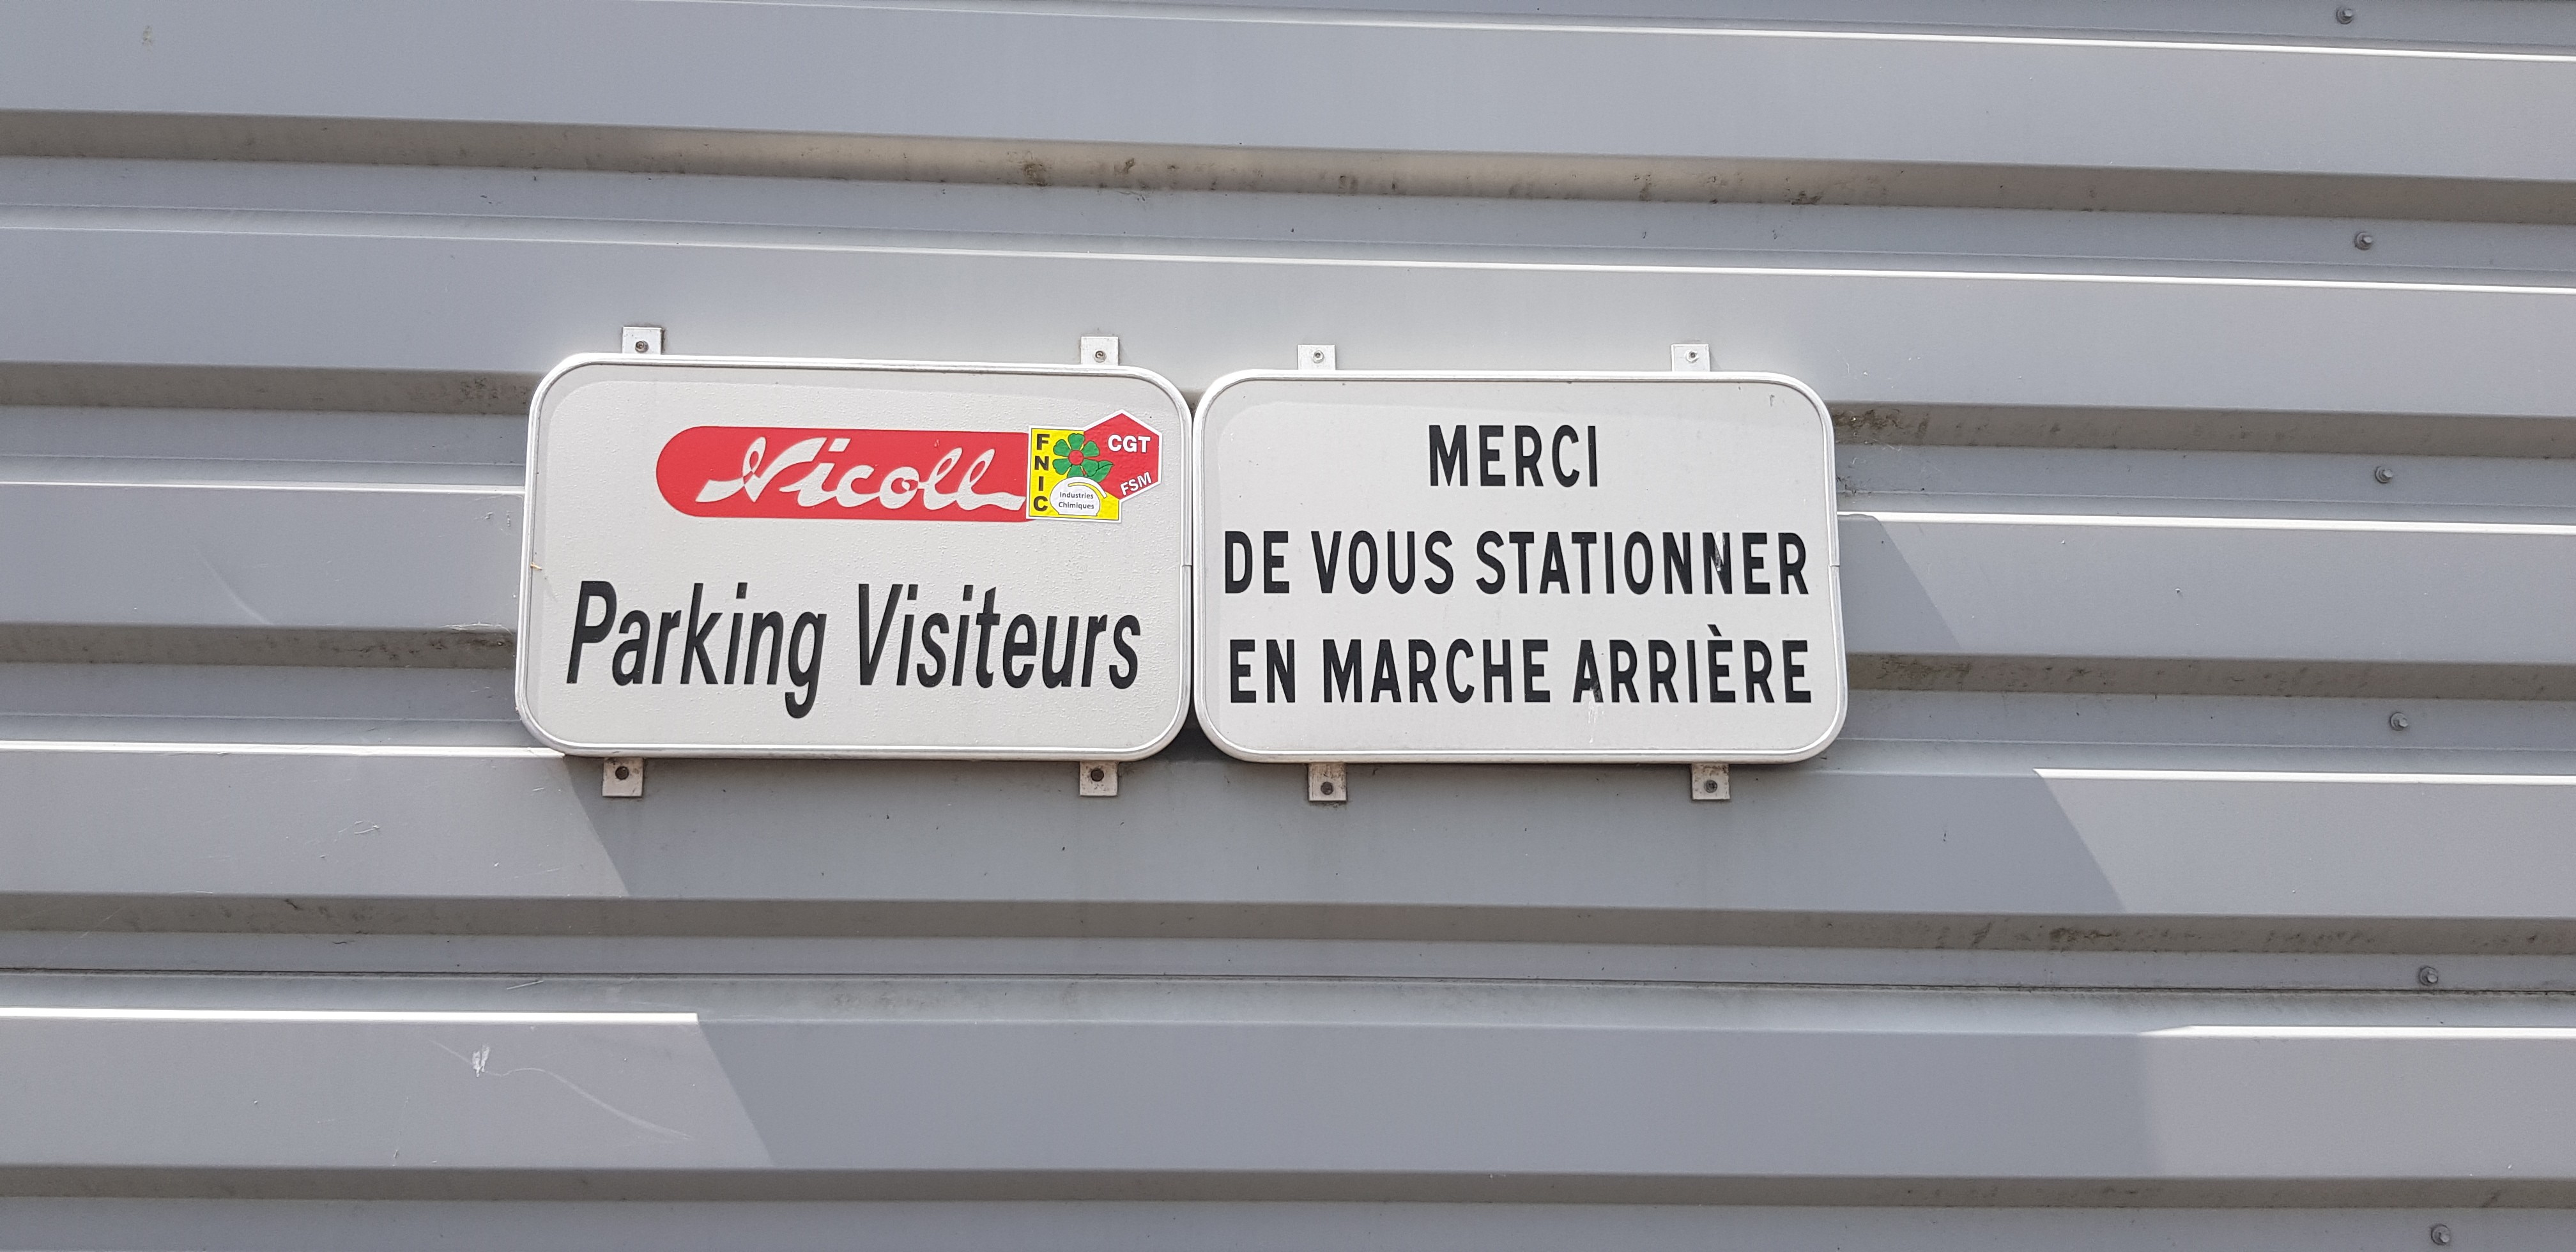 Nicoll
FNIC
CGT
FSM
Industries
Chimiques
Parking Visiteurs
MERCI
DE VOUS STATIONNER
EN MARCHE ARRIÈRE